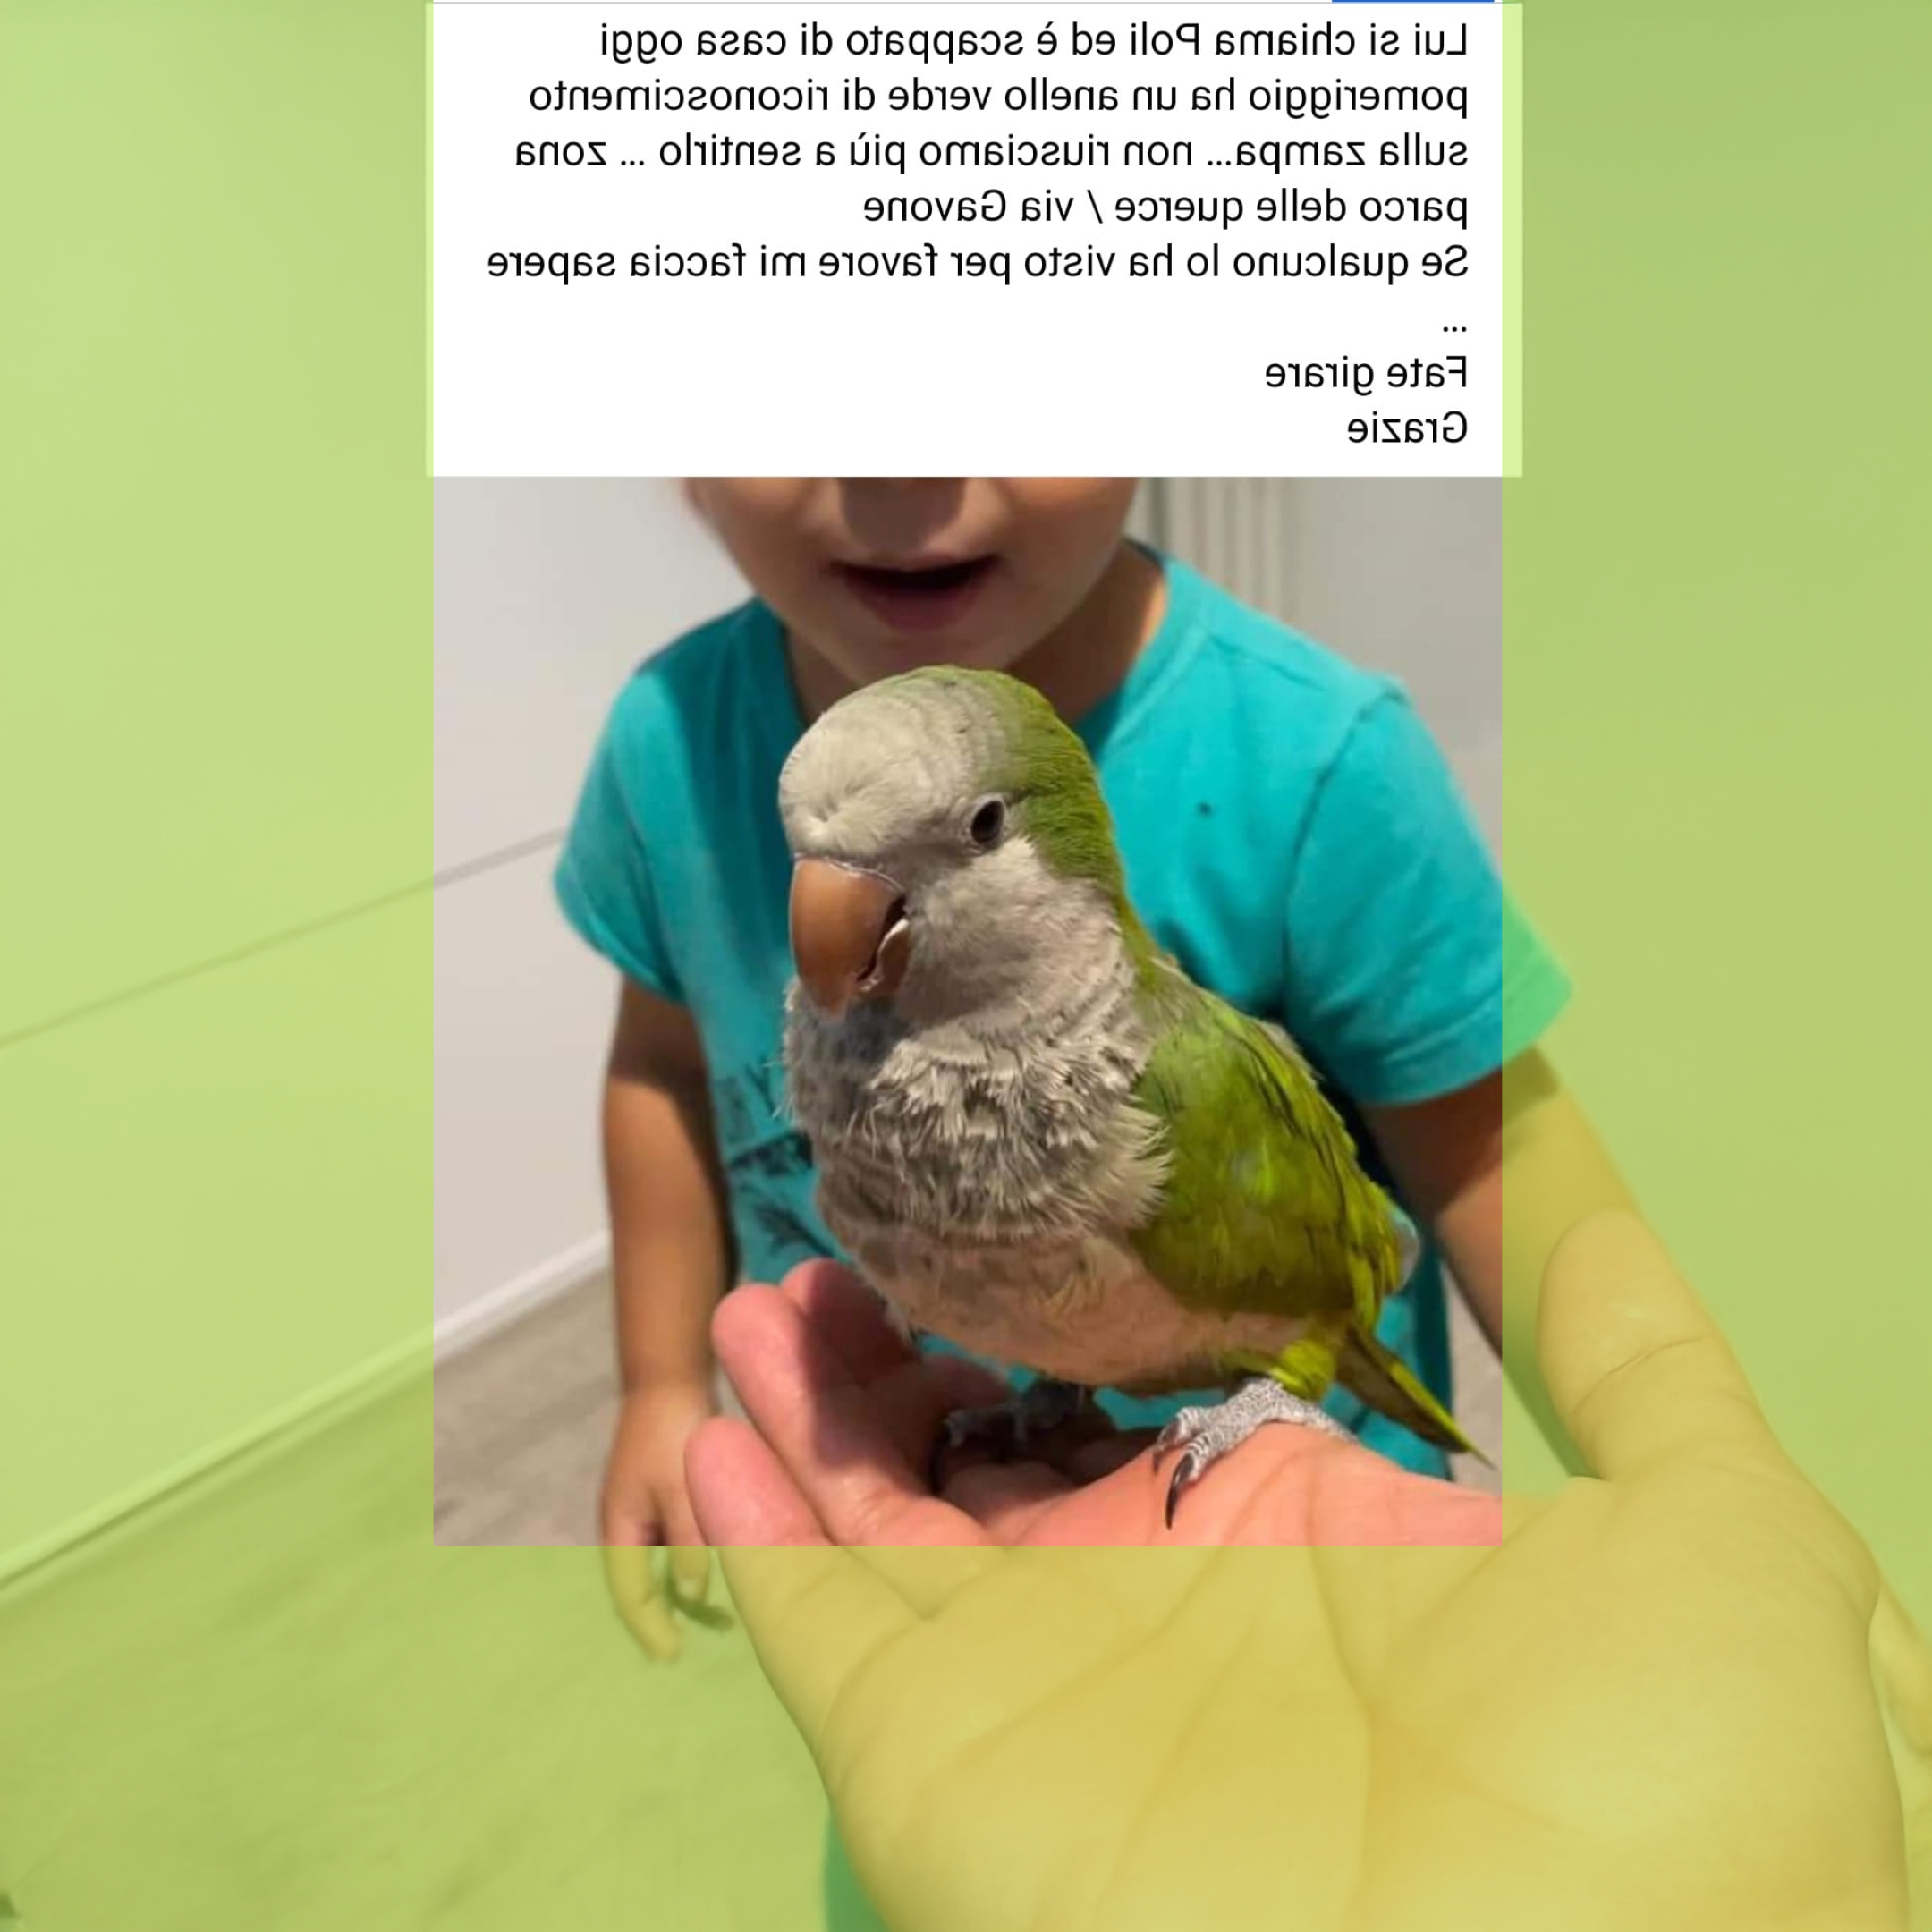 Lui si chiama Poli ed è scappato di casa oggi
pomeriggio ha un anello verde di riconoscimento
sulla zampa... non riusciamo più a sentirlo ... zona
parco delle querce / via Gavone
Se qualcuno lo ha visto per favore mi faccia sapere
...
Fate girare
Grazie